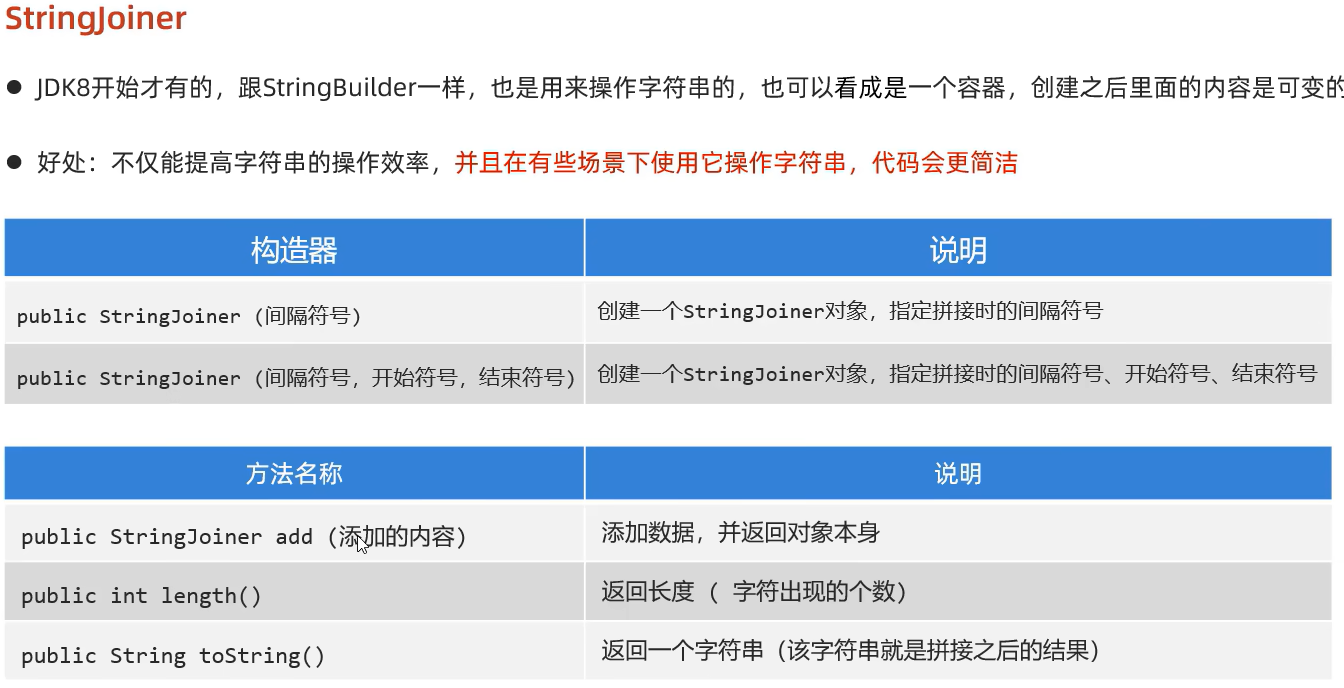 StringJoiner
● JDK8开始才有的，跟StringBuilder一样，也是用来操作字符串的，也可以看成是一个容器，创建之后里面的内容是可变的
● 好处：不仅能提高字符串的操作效率，并且在有些场景下使用它操作字符串，代码会更简洁
构造器 说明
public StringJoiner (间隔符号) 创建一个StringJoiner对象，指定拼接时的间隔符号
public StringJoiner (间隔符号，开始符号，结束符号) 创建一个StringJoiner对象，指定拼接时的间隔符号、开始符号、结束符号
方法名称 说明
public StringJoiner add (添加的内容) 添加数据，并返回对象本身
public int length() 返回长度 ( 字符出现的个数)
public String toString() 返回一个字符串（该字符串就是拼接之后的结果）